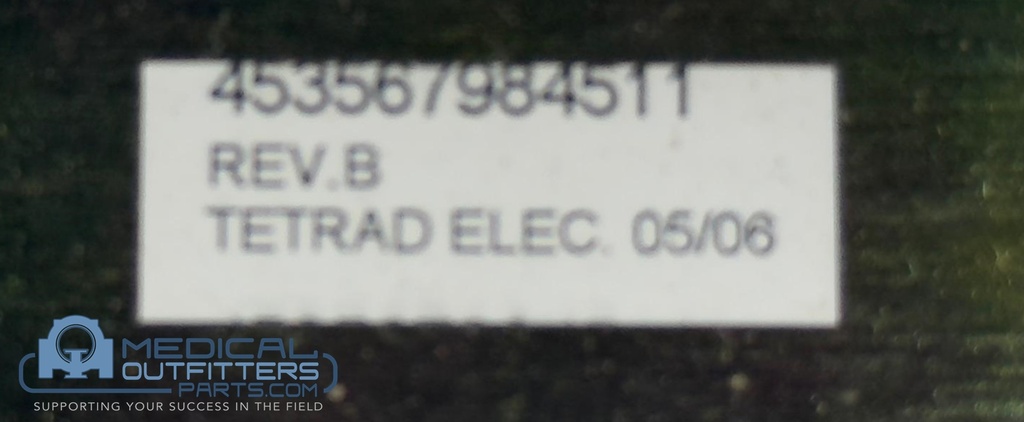 453567984511
REV.B
TETRAD ELEC. 05/06
MEDICAL
OUTFITTERS
PARTS.COM
SUPPORTING YOUR SUCCESS IN THE FIELD